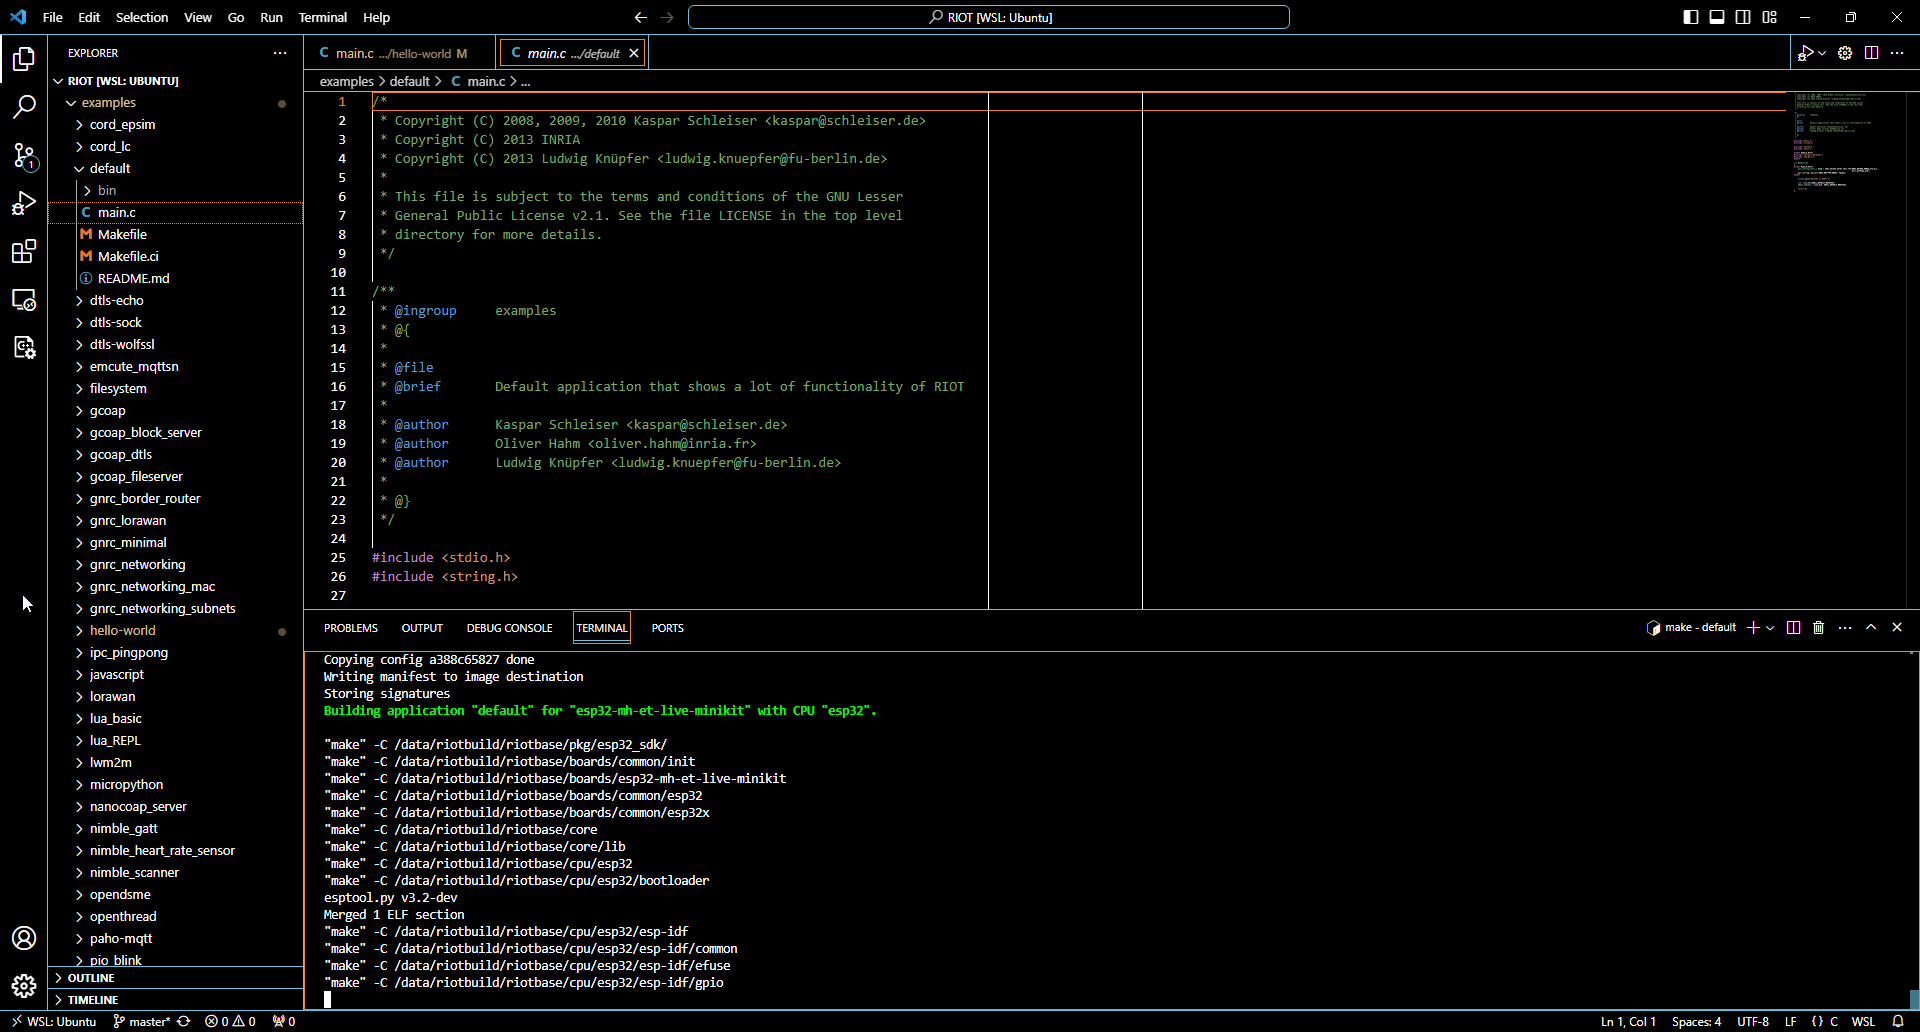 File Edit Selection View Go Run Terminal Help
RIOT [WSL: Ubuntu]
EXPLORER
RIOT [WSL: UBUNTU]
examples
cord_epsim
cord_lc
default
bin
C main.c
M Makefile
M Makefile.ci
README.md
dtls-echo
dtls-sock
dtls-wolfssl
emcute_mqttsn
filesystem
gcoap
gcoap_block_server
gcoap_dtls
gcoap_fileserver
gnrc_border_router
gnrc_lorawan
gnrc_minimal
gnrc_networking
gnrc_networking_mac
gnrc_networking_subnets
hello-world
ipc_pingpong
javascript
lorawan
lua_basic
lua_REPL
lwm2m
micropython
nanocoap_server
nimble_gatt
nimble_heart_rate_sensor
nimble_scanner
opendsme
openthread
paho-mqtt
pio_blink
OUTLINE
TIMELINE
1
C main.c .../hello-world M
C main.c .../default
examples > default > C main.c > ...
1 /*
2 * Copyright (C) 2008, 2009, 2010 Kaspar Schleiser <kaspar@schleiser.de>
3 * Copyright (C) 2013 INRIA
4 * Copyright (C) 2013 Ludwig Knüpfer <ludwig.knuepfer@fu-berlin.de>
5 *
6 * This file is subject to the terms and conditions of the GNU Lesser
7 * General Public License v2.1. See the file LICENSE in the top level
8 * directory for more details.
9 */
10
11 /**
12 * @ingroup examples
13 * @{
14 *
15 * @file
16 * @brief Default application that shows a lot of functionality of RIOT
17 *
18 * @author Kaspar Schleiser <kaspar@schleiser.de>
19 * @author Oliver Hahm <oliver.hahm@inria.fr>
20 * @author Ludwig Knüpfer <ludwig.knuepfer@fu-berlin.de>
21 *
22 * @}
23 */
24
25 #include <stdio.h>
26 #include <string.h>
27
PROBLEMS OUTPUT DEBUG CONSOLE TERMINAL PORTS
make - default
Copying config a388c65827 done
Writing manifest to image destination
Storing signatures
Building application "default" for "esp32-mh-et-live-minikit" with CPU "esp32".
"make" -C /data/riotbuild/riotbase/pkg/esp32_sdk/
"make" -C /data/riotbuild/riotbase/boards/common/init
"make" -C /data/riotbuild/riotbase/boards/esp32-mh-et-live-minikit
"make" -C /data/riotbuild/riotbase/boards/common/esp32
"make" -C /data/riotbuild/riotbase/boards/common/esp32x
"make" -C /data/riotbuild/riotbase/core
"make" -C /data/riotbuild/riotbase/core/lib
"make" -C /data/riotbuild/riotbase/cpu/esp32
"make" -C /data/riotbuild/riotbase/cpu/esp32/bootloader
esptool.py v3.2-dev
Merged 1 ELF section
"make" -C /data/riotbuild/riotbase/cpu/esp32/esp-idf
"make" -C /data/riotbuild/riotbase/cpu/esp32/esp-idf/common
"make" -C /data/riotbuild/riotbase/cpu/esp32/esp-idf/efuse
"make" -C /data/riotbuild/riotbase/cpu/esp32/esp-idf/gpio
WSL: Ubuntu master* 0 0 0
Ln 1, Col 1 Spaces: 4 UTF-8 LF {} C WSL